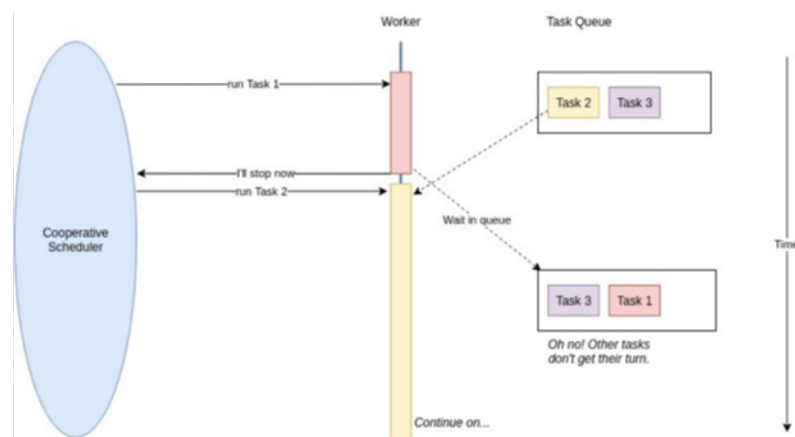 Worker
Task Queue
run Task 1
Task 2
Task 3
I'll stop now
run Task 2
Wait in queue
Cooperative
Scheduler
Time
Task 3
Task 1
Oh no! Other tasks
don't get their turn.
Continue on...